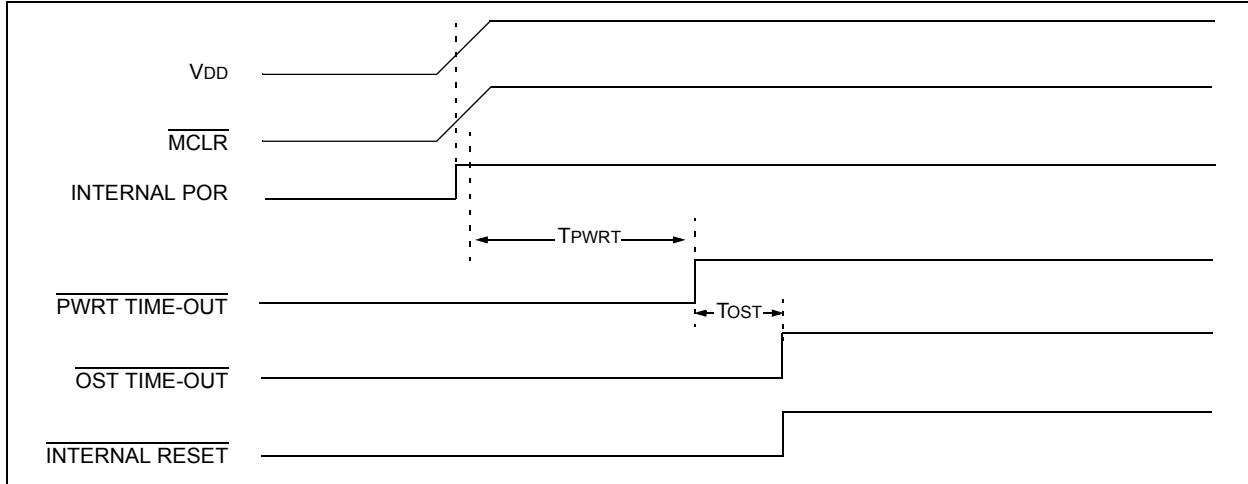 VDD
MCLR
INTERNAL POR
TPWRT
PWRT TIME-OUT
TOST
OST TIME-OUT
INTERNAL RESET